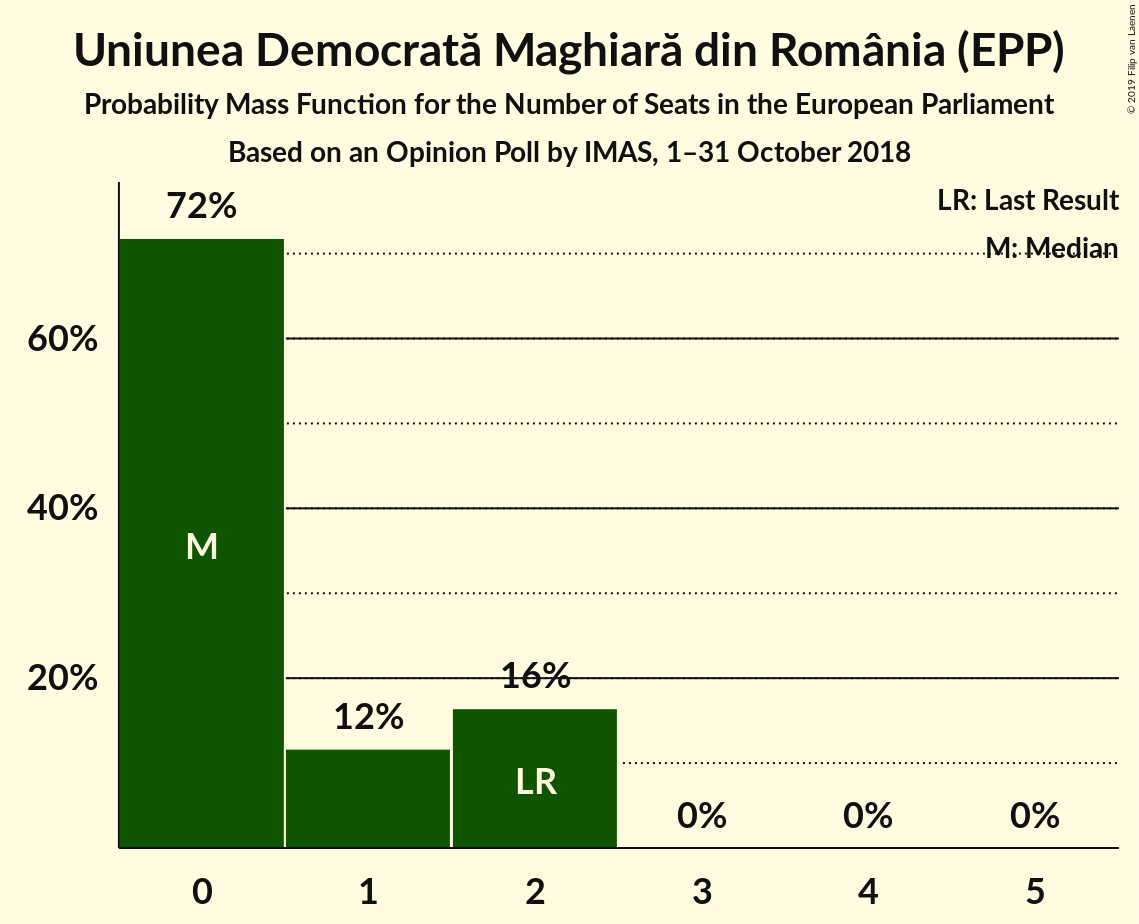 Uniunea Democrată Maghiară din România (EPP)
Probability Mass Function for the Number of Seats in the European Parliament
Based on an Opinion Poll by IMAS, 1–31 October 2018
© 2019 Filip van Laenen
LR: Last Result
M: Median
72%
60%
40%
20%
M
12%
16%
LR
0%
0%
0%
0
1
2
3
4
5